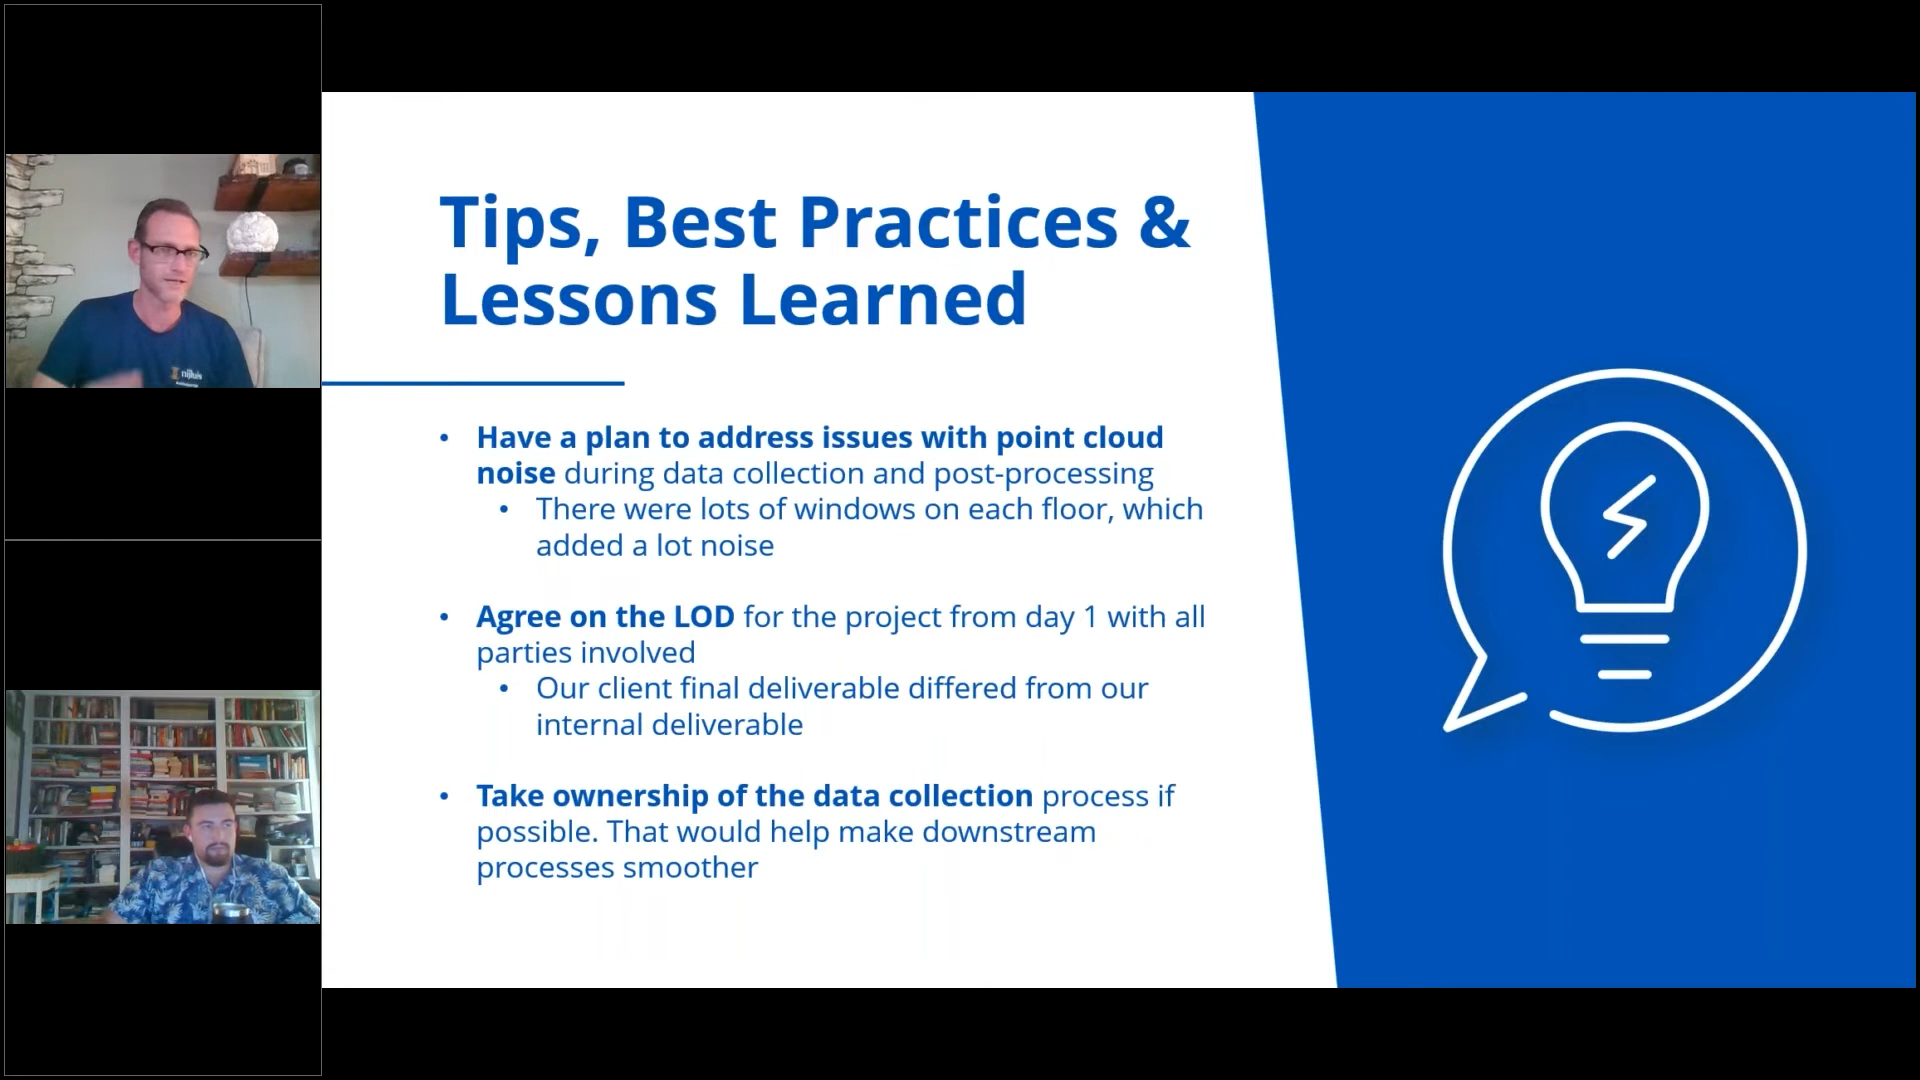 Tips, Best Practices &
Lessons Learned
• Have a plan to address issues with point cloud
noise during data collection and post-processing
• There were lots of windows on each floor, which
added a lot noise
• Agree on the LOD for the project from day 1 with all
parties involved
• Our client final deliverable differed from our
internal deliverable
• Take ownership of the data collection process if
possible. That would help make downstream
processes smoother